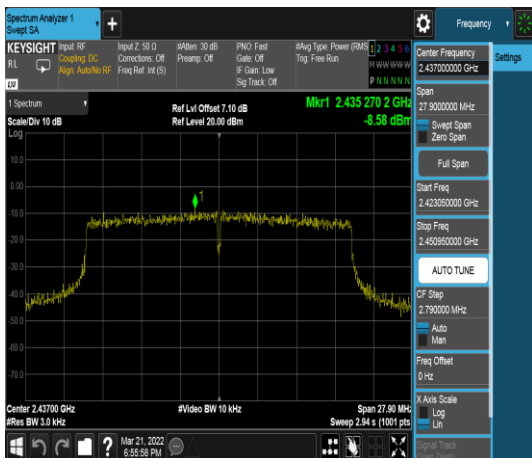 Spectrum Analyzer 1
Swept SA
+
Frequency
KEYSIGHT
RL
Input: RF
Coupling: DC
Align: Auto/No RF
Input Z: 50 Ω
Corrections: Off
Freq Ref: Int (S)
#Atten: 30 dB
Preamp: Off
PNO: Fast
Gate: Off
IF Gain: Low
Sig Track: Off
#Avg Type: Power (RMS
Trig: Free Run
1 2 3 4 5 6
M W W W W W
P N N N N N
1 Spectrum
Scale/Div 10 dB
Ref Lvl Offset 7.10 dB
Ref Level 20.00 dBm
Mkr1 2.435 270 2 GHz
-8.58 dBm
Log
10.0
0.00
-10.0
-20.0
-30.0
-40.0
-50.0
-60.0
-70.0
1
Center 2.43700 GHz
#Res BW 3.0 kHz
#Video BW 10 kHz
Span 27.90 MHz
Sweep 2.94 s (1001 pts)
Mar 21, 2022
6:55:58 PM
?
Center Frequency
2.437000000 GHz
Settings
Span
27.9000000 MHz
Swept Span
Zero Span
Full Span
Start Freq
2.423050000 GHz
Stop Freq
2.450950000 GHz
AUTO TUNE
CF Step
2.790000 MHz
Auto
Man
Freq Offset
0 Hz
X Axis Scale
Log
Lin
Signal Track